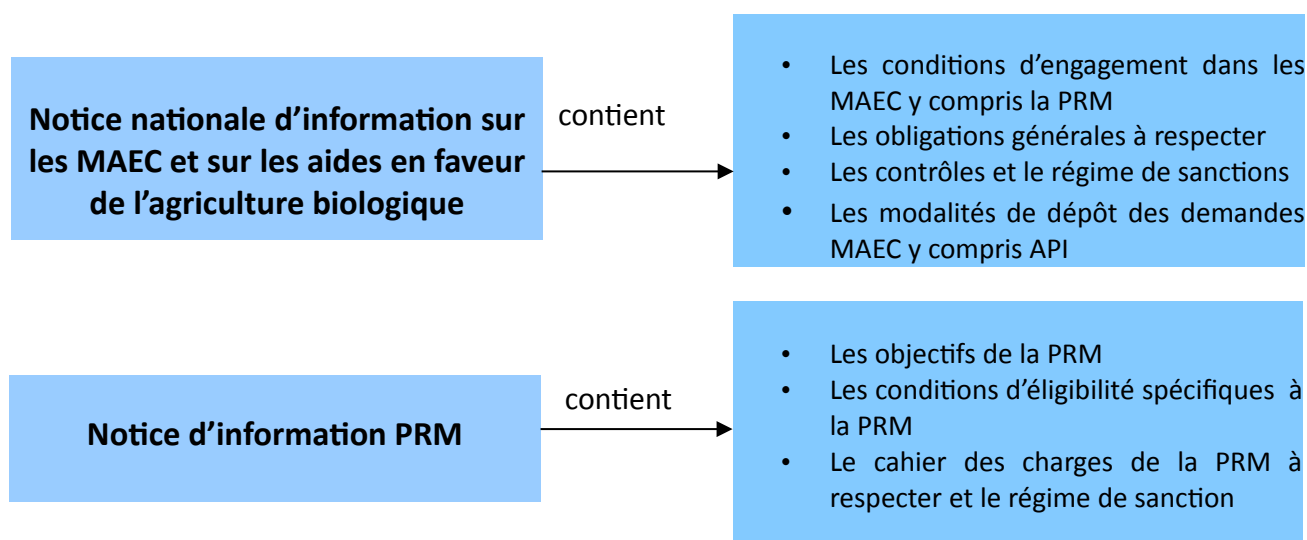 Notice nationale d'information sur
les MAEC et sur les aides en faveur
de l'agriculture biologique
contient
• Les conditions d'engagement dans les
MAEC y compris la PRM
• Les obligations générales à respecter
• Les contrôles et le régime de sanctions
• Les modalités de dépôt des demandes
MAEC y compris API
Notice d'information PRM
contient
• Les objectifs de la PRM
• Les conditions d'éligibilité spécifiques à
la PRM
• Le cahier des charges de la PRM à
respecter et le régime de sanction